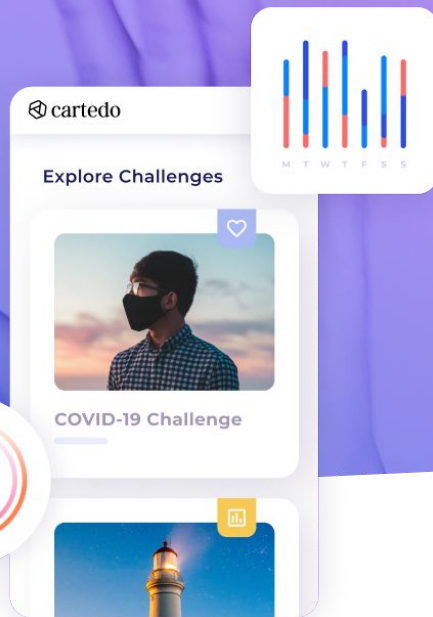 cartedo
Explore Challenges
M T W T F S S
COVID-19 Challenge